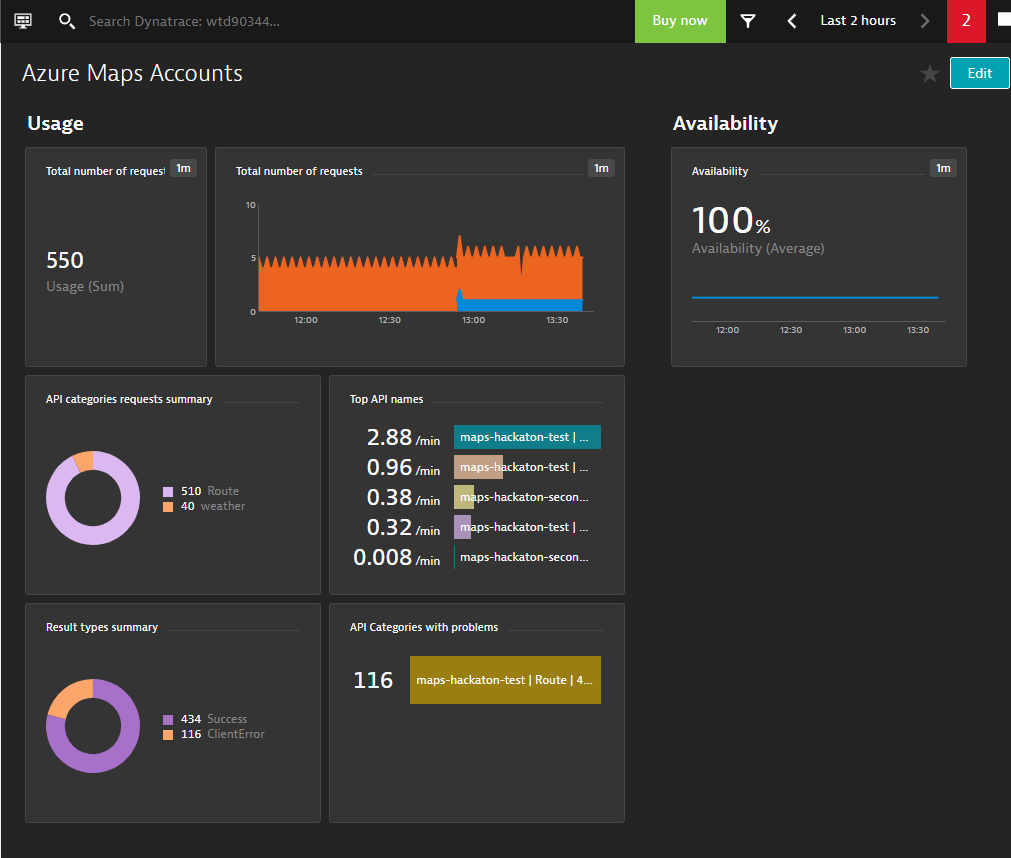 Search Dynatrace: wtd90344...
Buy now
Last 2 hours
2
Azure Maps Accounts
Edit
Usage
Availability
Total number of request
1m
550
Usage (Sum)
Total number of requests
1m
10
5
0
12:00 12:30 13:00 13:30
Availability
1m
100%
Availability (Average)
12:00 12:30 13:00 13:30
API categories requests summary
510 Route
40 weather
Top API names
2.88 /min maps-hackaton-test | ...
0.96 /min maps-hackaton-test | ...
0.38 /min maps-hackaton-secon...
0.32 /min maps-hackaton-test | ...
0.008 /min maps-hackaton-secon...
Result types summary
434 Success
116 ClientError
API Categories with problems
116 maps-hackaton-test | Route | 4...